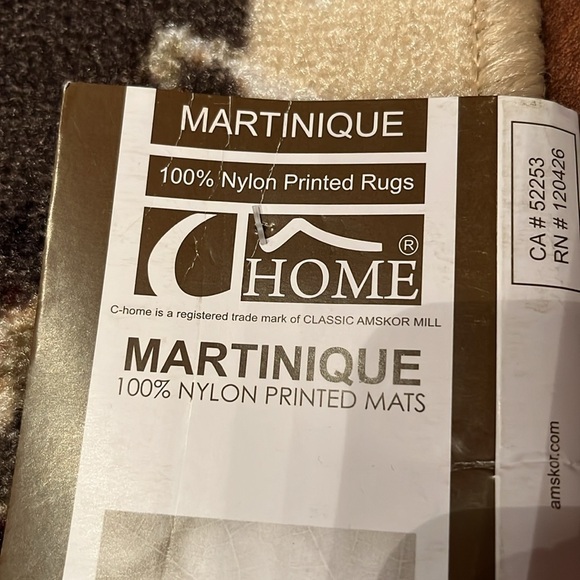 MARTINIQUE
100% Nylon Printed Rugs
C HOME ®
C-home is a registered trade mark of CLASSIC AMSKOR MILL
MARTINIQUE
100% NYLON PRINTED MATS
CA # 52253
RN # 120426
amskor.com